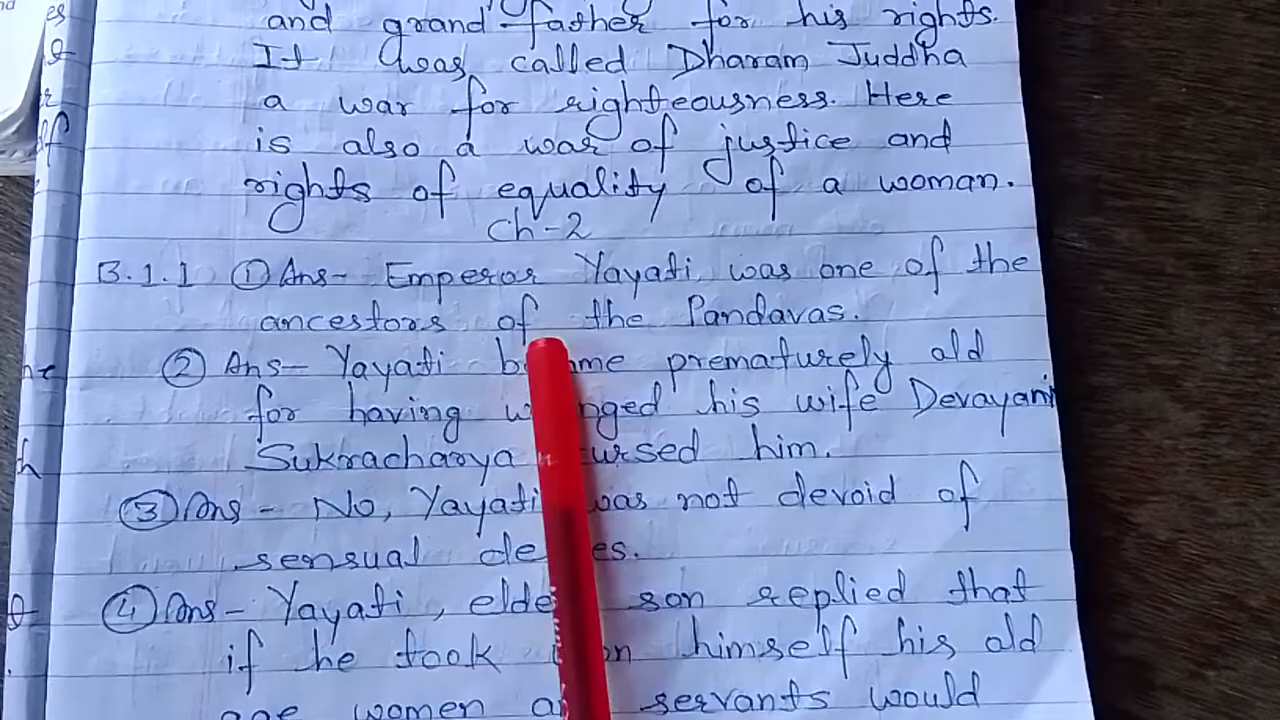 es
and grand father for his rights.
It was called Dharam Juddha
a war for righteousness. Here
is also a war of justice and
rights of equality of a woman.
Ch-2
B.1.1 ① Ans- Emperor Yayati was one of the
ancestors of the Pandavas.
② Ans- Yayati prematurely old
for having his wife Devayani
Sukracharya cursed him.
③ Ans - No, Yayati was not devoid of
sensual
④ Ans- Yayati, elde son replied that
if he took himself his old
age women servants would